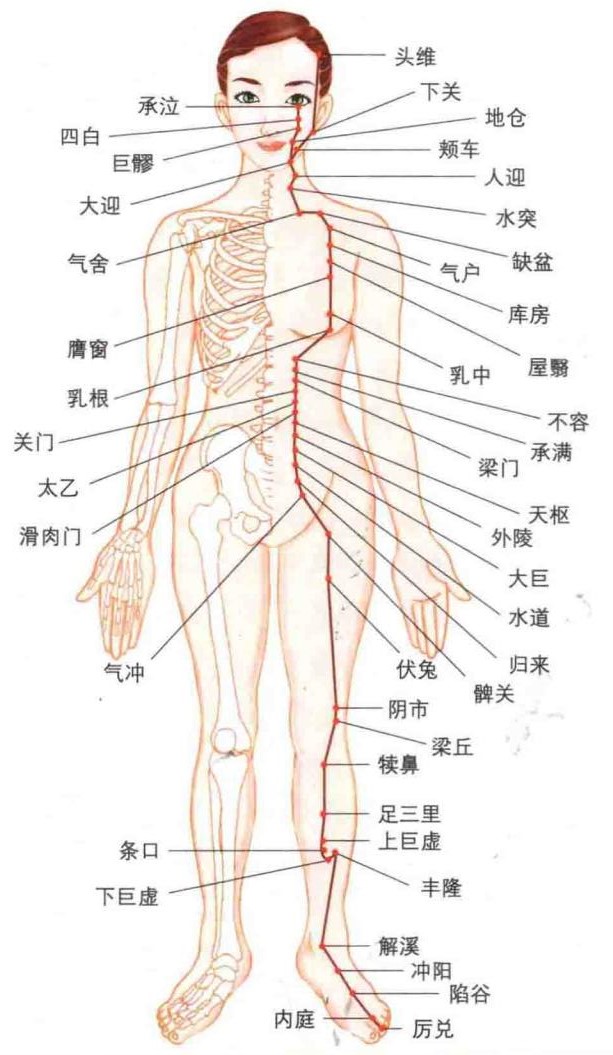 头维
下关
承泣
地仓
四白
颊车
巨髎
人迎
大迎
水突
气舍
缺盆
气户
库房
膺窗
屋翳
乳中
乳根
不容
关门
承满
梁门
太乙
天枢
滑肉门
外陵
大巨
水道
归来
气冲
伏兔
髀关
阴市
梁丘
犊鼻
足三里
上巨虚
条口
下巨虚
丰隆
解溪
冲阳
陷谷
内庭
厉兑